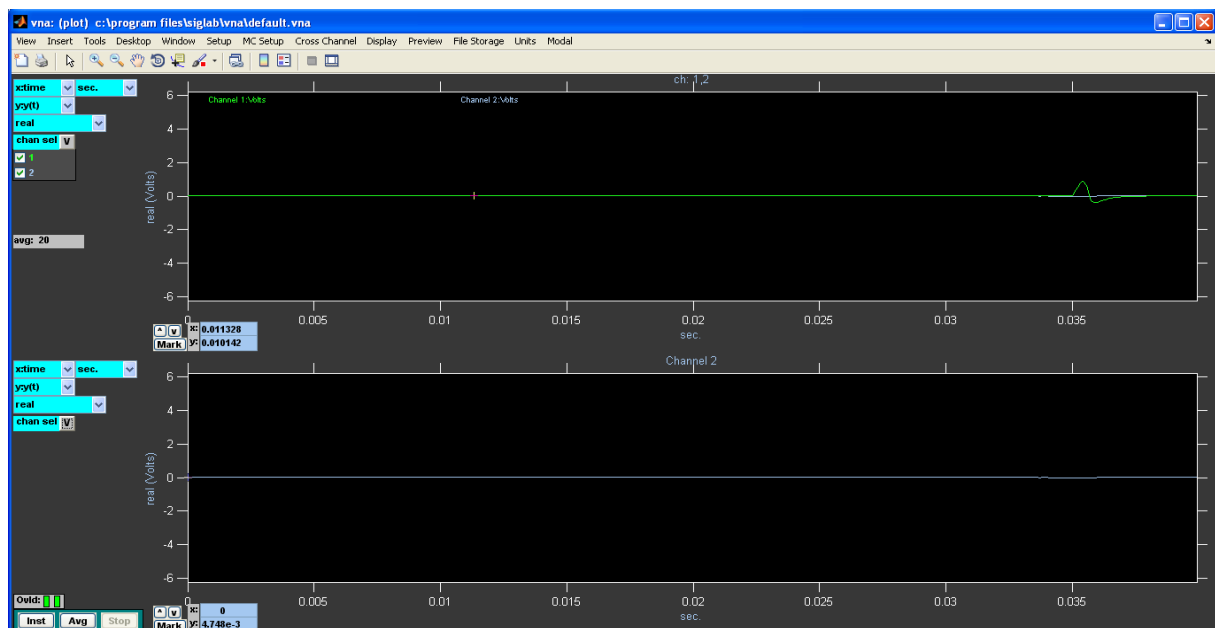 vna: (plot) c:\program files\siglab\vna\default.vna
View Insert Tools Desktop Window Setup MC Setup Cross Channel Display Preview File Storage Units Modal
ch: 1,2
x:time sec.
y:y(t)
real
chan sel V
1
2
avg: 20
Channel 1:Volts Channel 2:Volts
real (Volts)
6
4
2
0
-2
-4
-6
0 0.005 0.01 0.015 0.02 0.025 0.03 0.035
sec.
^ v x: 0.011328
Mark y: 0.010142
Channel 2
x:time sec.
y:y(t)
real
chan sel V
real (Volts)
6
4
2
0
-2
-4
-6
0 0.005 0.01 0.015 0.02 0.025 0.03 0.035
sec.
Ovld:
Inst Avg Stop
^ v x: 0
Mark y: 4.748e-3